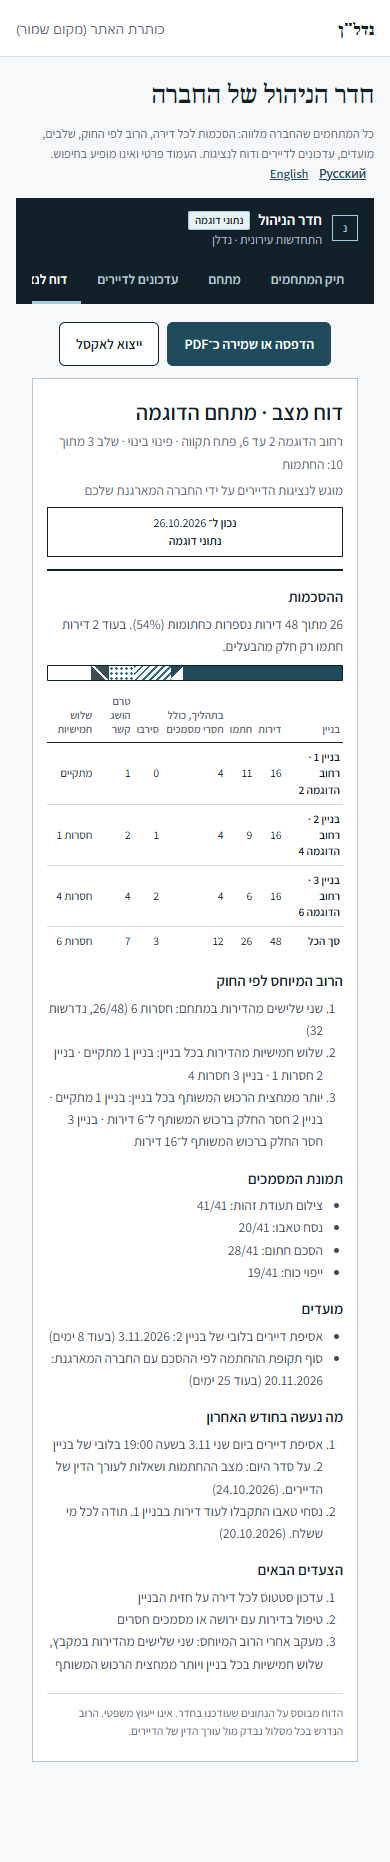 נדל"ן
כותרת האתר (מקום שמור)
חדר הניהול של החברה
כל המתחמים שהחברה מלווה: הסכמות לכל דירה, הרוב לפי החוק, שלבים,
מועדים, עדכונים לדיירים ודוח לנציגות. העמוד פרטי ואינו מופיע בחיפוש.
Русский English
נ
חדר הניהול נתוני דוגמה
התחדשות עירונית · נדלן
תיק המתחמים מתחם עדכונים לדיירים דוח לנצ
הדפסה או שמירה כ־PDF ייצוא לאקסל
דוח מצב · מתחם הדוגמה
רחוב הדוגמה 2 עד 6, פתח תקווה · פינוי בינוי · שלב 3 מתוך
10: החתמות
מוגש לנציגות הדיירים על ידי החברה המארגנת שלכם
נכון ל־ 26.10.2026
נתוני דוגמה
ההסכמות
26 מתוך 48 דירות נספרות כחתומות (54%). בעוד 2 דירות
חתמו רק חלק מהבעלים.
בניין דירות חתמו בתהליך, כולל חסרי מסמכים סירבו טרם הושג קשר שלוש חמישיות
בניין 1 · רחוב הדוגמה 2 16 11 4 0 1 מתקיים
בניין 2 · רחוב הדוגמה 4 16 9 4 1 2 חסרות 1
בניין 3 · רחוב הדוגמה 6 16 6 4 2 4 חסרות 4
סך הכל 48 26 12 3 7 חסרות 6
הרוב המיוחס לפי החוק
1. שני שלישים מהדירות במתחם: חסרות 6 (26/48, נדרשות
32)
2. שלוש חמישיות מהדירות בכל בניין: בניין 1 מתקיים · בניין
2 חסרות 1 · בניין 3 חסרות 4
3. יותר ממחצית הרכוש המשותף בכל בניין: בניין 1 מתקיים ·
בניין 2 חסר החלק ברכוש המשותף ל־6 דירות · בניין 3
חסר החלק ברכוש המשותף ל־16 דירות
תמונת המסמכים
צילום תעודת זהות: 41/41
נסח טאבו: 20/41
הסכם חתום: 28/41
ייפוי כוח: 19/41
מועדים
אסיפת דיירים בלובי של בניין 2: 3.11.2026 (בעוד 8 ימים)
סוף תקופת ההחתמה לפי ההסכם עם החברה המארגנת:
20.11.2026 (בעוד 25 ימים)
מה נעשה בחודש האחרון
1. אסיפת דיירים ביום שני 3.11 בשעה 19:00 בלובי של בניין
2. על סדר היום: מצב ההחתמות ושאלות לעורך הדין של
הדיירים. (24.10.2026)
2. נסחי טאבו התקבלו לעוד דירות בבניין 1. תודה לכל מי
ששלח. (20.10.2026)
הצעדים הבאים
1. עדכון סטטוס לכל דירה על חזית הבניין
2. טיפול בדירות עם ירושה או מסמכים חסרים
3. מעקב אחרי הרוב המיוחס: שני שלישים מהדירות במקבץ,
שלוש חמישיות בכל בניין ויותר ממחצית הרכוש המשותף
הדוח מבוסס על הנתונים שעודכנו בחדר. אינו ייעוץ משפטי. הרוב
הנדרש בכל מסלול נבדק מול עורך הדין של הדיירים.